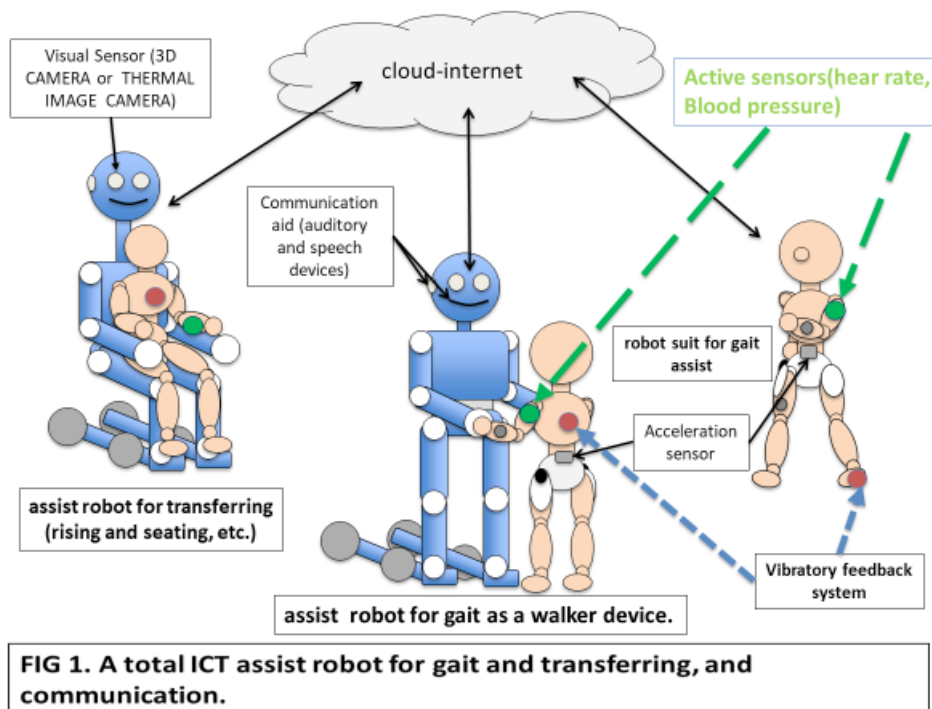 Visual Sensor (3D
CAMERA or THERMAL
IMAGE CAMERA)
cloud-internet
Active sensors(hear rate,
Blood pressure)
Communication
aid (auditory
and speech
devices)
robot suit for gait
assist
Acceleration
sensor
assist robot for transferring
(rising and seating, etc.)
Vibratory feedback
system
assist robot for gait as a walker device.
FIG 1. A total ICT assist robot for gait and transferring, and
communication.